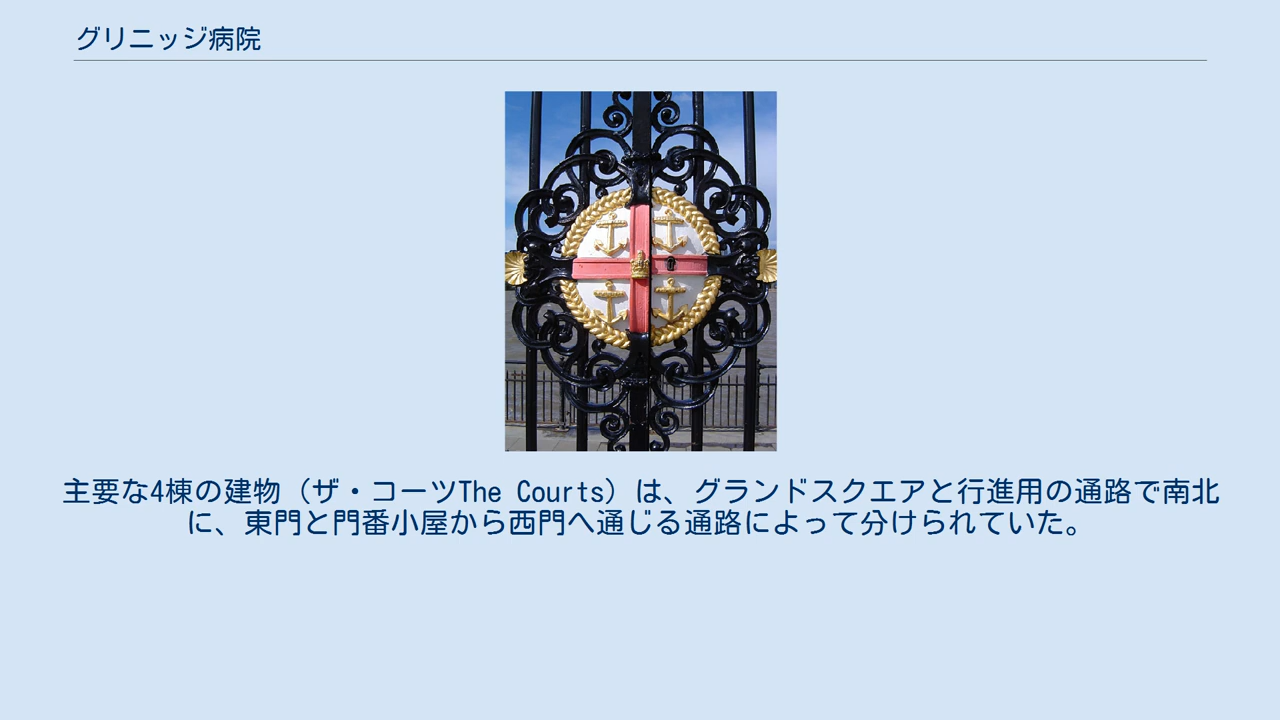 グリニッジ病院
主要な4棟の建物（ザ・コーツThe Courts）は、グランドスクエアと行進用の通路で南北
に、東門と門番小屋から西門へ通じる通路によって分けられていた。